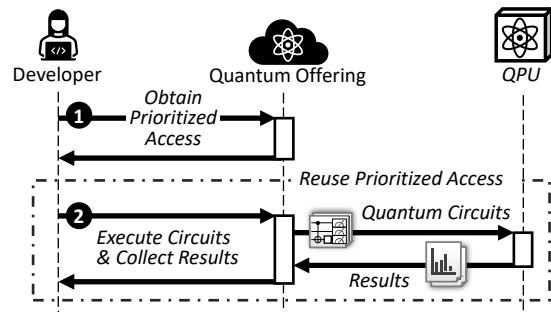 Developer
Quantum Offering
QPU
1
Obtain
Prioritized
Access
Reuse Prioritized Access
2
Quantum Circuits
Execute Circuits
& Collect Results
Results